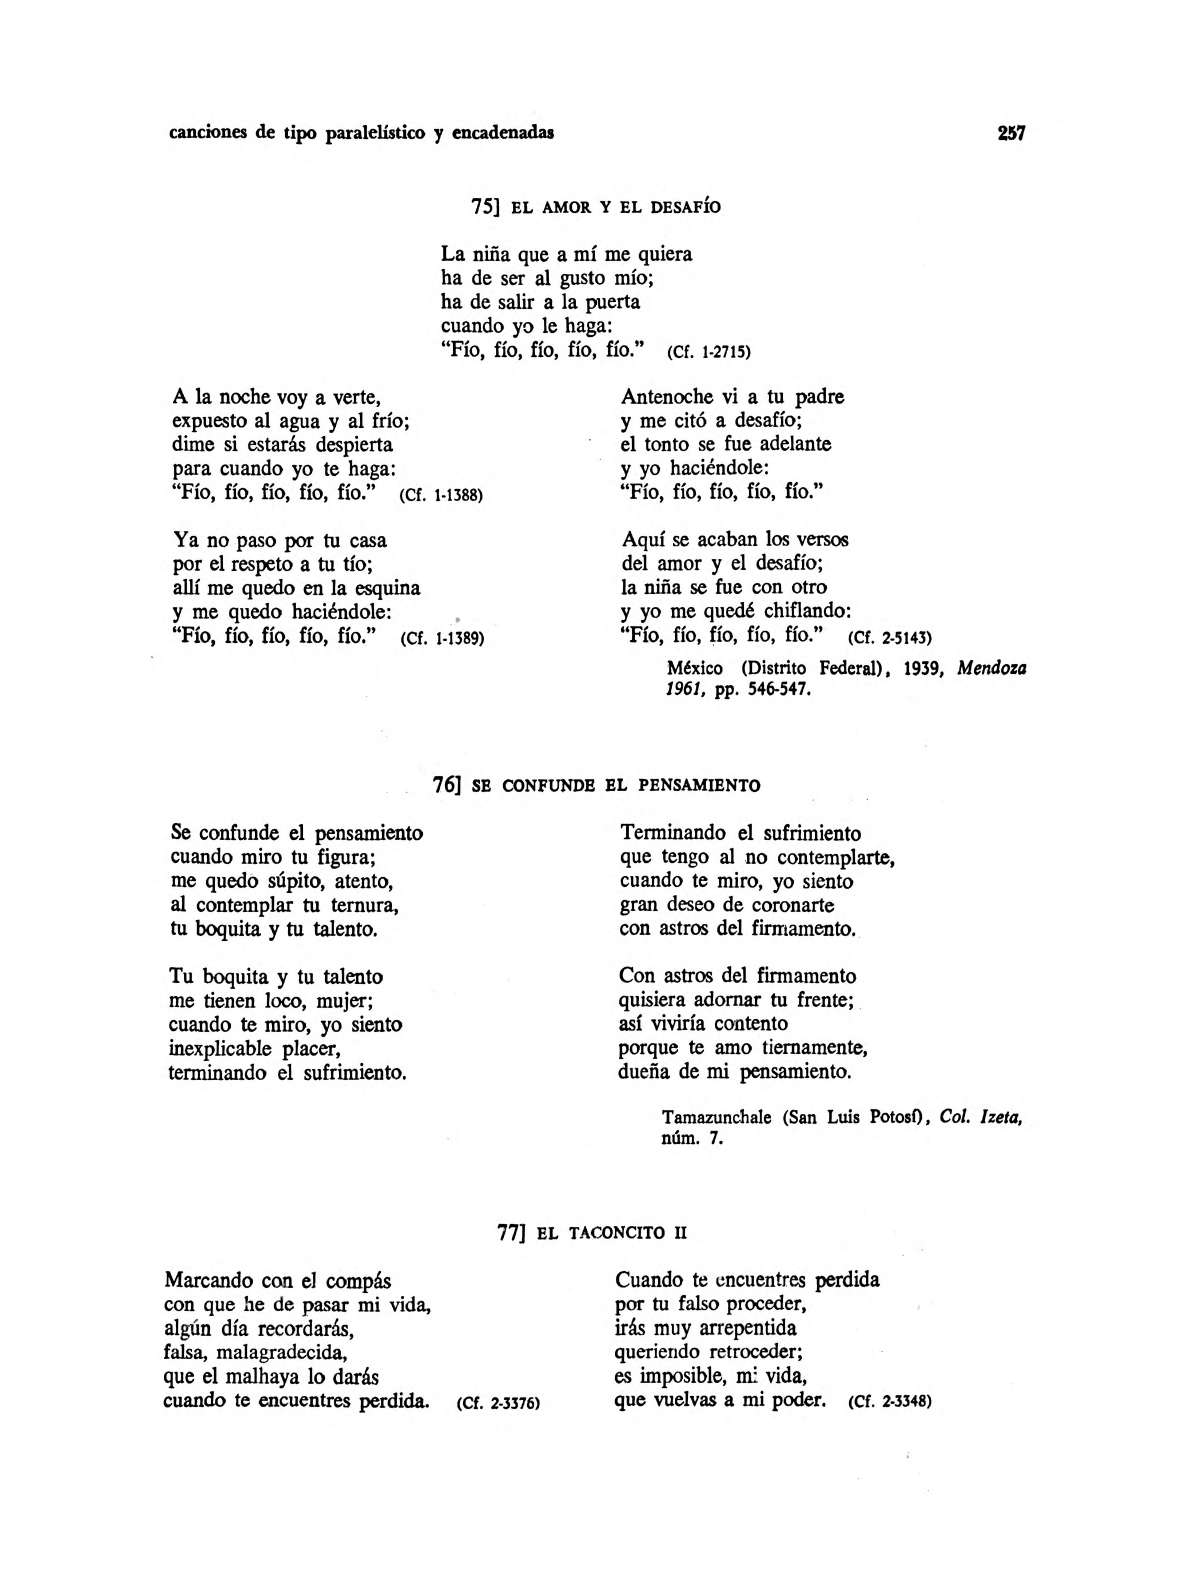 canciones de tipo paralelístico y encadenadas 257
75] EL AMOR Y EL DESAFÍO
La niña que a mí me quiera
ha de ser al gusto mío;
ha de salir a la puerta
cuando yo le haga:
“Fío, fío, fío, fío, fío.” (Cf. 1-2715)
A la noche voy a verte,
expuesto al agua y al frío;
dime si estarás despierta
para cuando yo te haga:
“Fío, fío, fío, fío, fío.” (Cf. 1-1388)
Ya no paso por tu casa
por el respeto a tu tío;
allí me quedo en la esquina
y me quedo haciéndole:
“Fío, fío, fío, fío, fío.” (Cf. 1-1389)
Antenoche vi a tu padre
y me citó a desafío;
el tonto se fue adelante
y yo haciéndole:
“Fío, fío, fío, fío, fío.”
Aquí se acaban los versos
del amor y el desafío;
la niña se fue con otro
y yo me quedé chiflando:
“Fío, fío, fío, fío, fío.” (Cf. 2-5143)
México (Distrito Federal), 1939, Mendoza
1961, pp. 546-547.
76] SE CONFUNDE EL PENSAMIENTO
Se confunde el pensamiento
cuando miro tu figura;
me quedo súpito, atento,
al contemplar tu ternura,
tu boquita y tu talento.
Tu boquita y tu talento
me tienen loco, mujer;
cuando te miro, yo siento
inexplicable placer,
terminando el sufrimiento.
Terminando el sufrimiento
que tengo al no contemplarte,
cuando te miro, yo siento
gran deseo de coronarte
con astros del firmamento.
Con astros del firmamento
quisiera adornar tu frente;
así viviría contento
porque te amo tiernamente,
dueña de mi pensamiento.
Tamazunchale (San Luis Potosí), Col. Izeta,
núm. 7.
77] EL TACONCITO II
Marcando con el compás
con que he de pasar mi vida,
algún día recordarás,
falsa, malagradecida,
que el malhaya lo darás
cuando te encuentres perdida. (Cf. 2-3376)
Cuando te encuentres perdida
por tu falso proceder,
irás muy arrepentida
queriendo retroceder;
es imposible, mi vida,
que vuelvas a mi poder. (Cf. 2-3348)